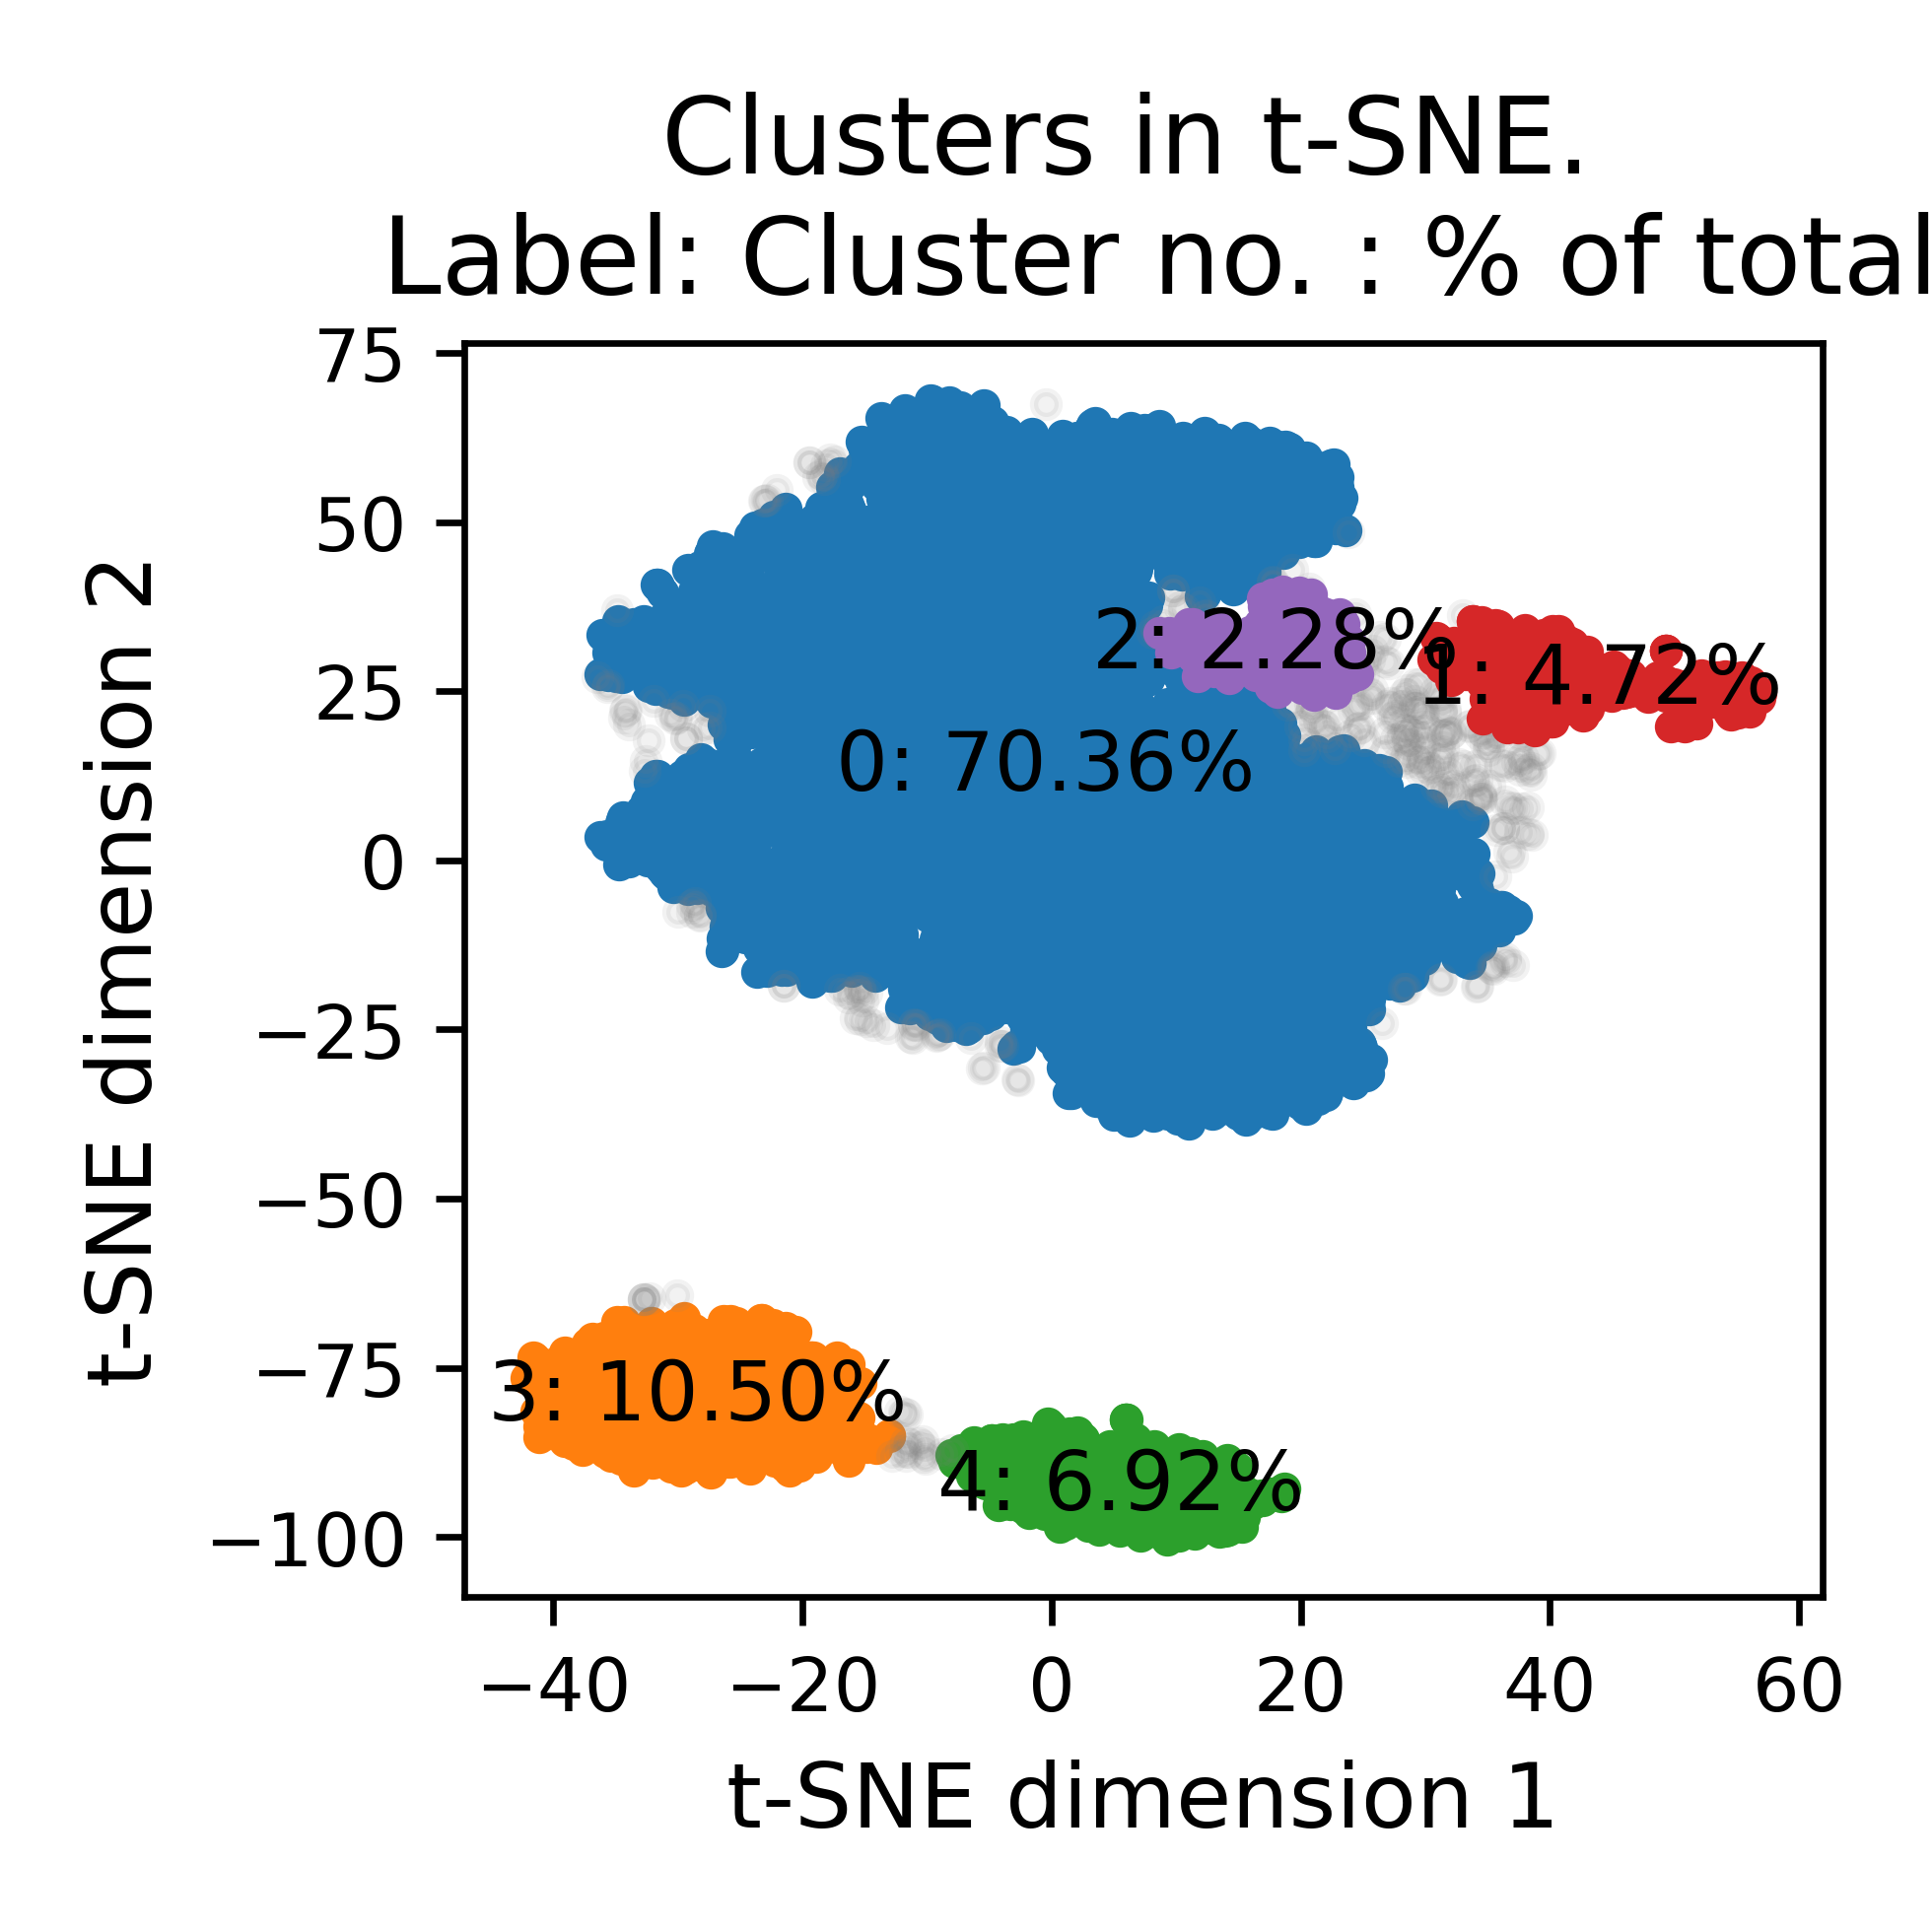 Clusters in t-SNE.
Label: Cluster no. : % of total
75
50
25
0
−25
−50
−75
−100
t-SNE dimension 2
2: 2.28%
1: 4.72%
0: 70.36%
3: 10.50%
4: 6.92%
−40 −20 0 20 40 60
t-SNE dimension 1